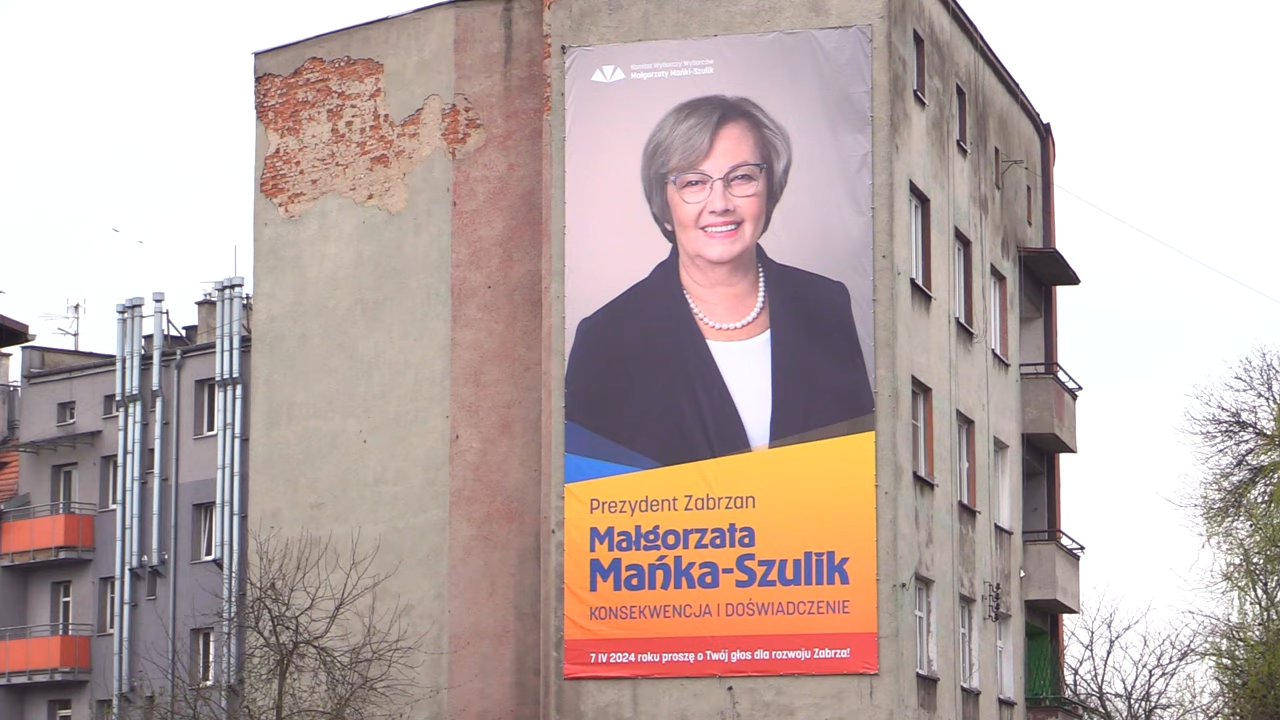 Komitet Wyborczy Wyborców
Małgorzaty Mańki-Szulik
Prezydent Zabrzan
Małgorzata
Mańka-Szulik
KONSEKWENCJA I DOŚWIADCZENIE
7 IV 2024 roku proszę o Twój głos dla rozwoju Zabrza!